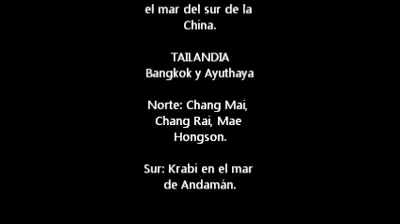 el mar del sur de la
China.
TAILANDIA
Bangkok y Ayuthaya
Norte: Chang Mai,
Chang Rai, Mae
Hongson.
Sur: Krabi en el mar
de Andamán.